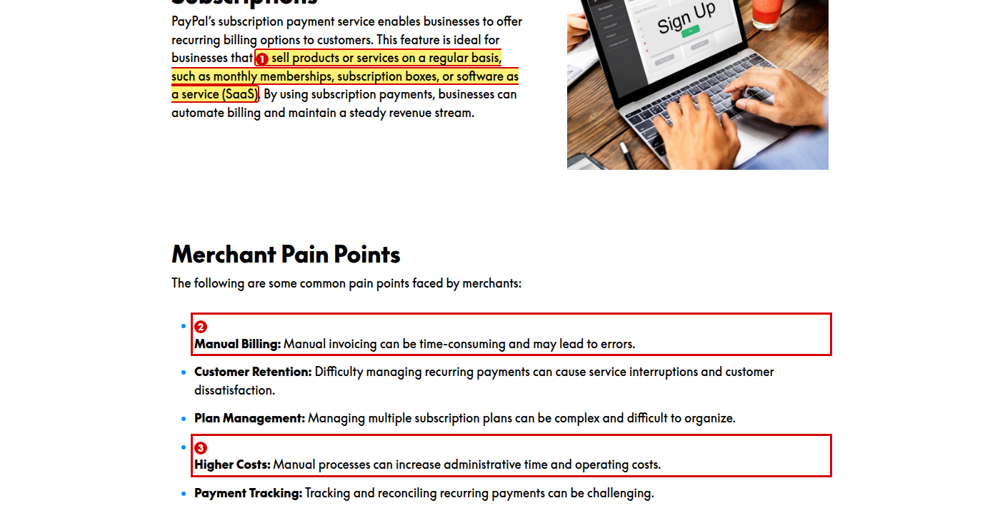 Subscriptions
PayPal's subscription payment service enables businesses to offer
recurring billing options to customers. This feature is ideal for
businesses that 1 sell products or services on a regular basis,
such as monthly memberships, subscription boxes, or software as
a service (SaaS). By using subscription payments, businesses can
automate billing and maintain a steady revenue stream.
Sign Up
Merchant Pain Points
The following are some common pain points faced by merchants:
2
Manual Billing: Manual invoicing can be time-consuming and may lead to errors.
Customer Retention: Difficulty managing recurring payments can cause service interruptions and customer
dissatisfaction.
Plan Management: Managing multiple subscription plans can be complex and difficult to organize.
3
Higher Costs: Manual processes can increase administrative time and operating costs.
Payment Tracking: Tracking and reconciling recurring payments can be challenging.